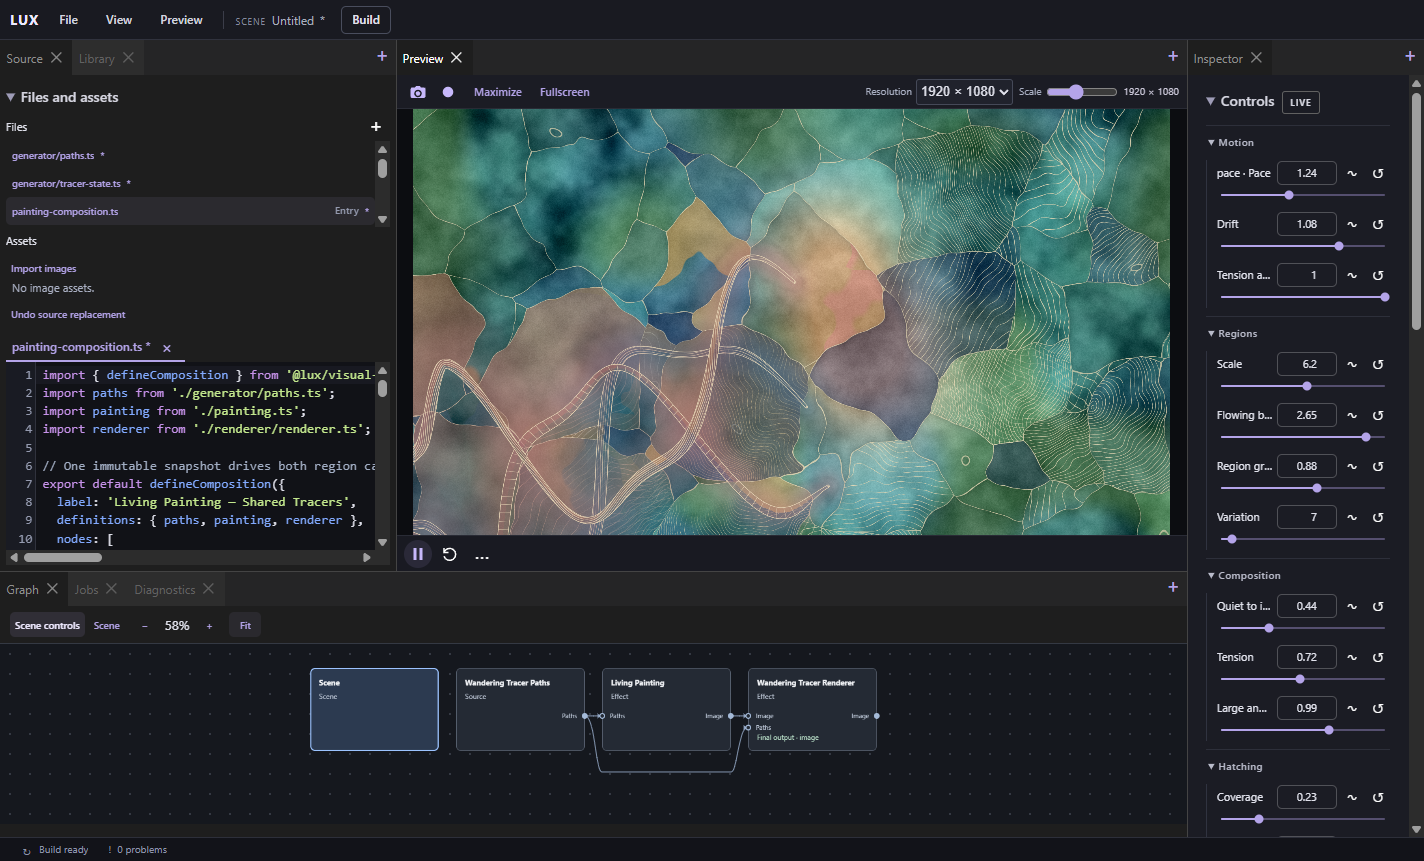 LUX File View Preview SCENE Untitled * Build
Source Library +
Files and assets
Files +
generator/paths.ts *
generator/tracer-state.ts *
painting-composition.ts Entry *
Assets
Import images
No image assets.
Undo source replacement
painting-composition.ts * ×
1 import { defineComposition } from '@lux/visual-
2 import paths from './generator/paths.ts';
3 import painting from './painting.ts';
4 import renderer from './renderer/renderer.ts';
5
6 // One immutable snapshot drives both region ca
7 export default defineComposition({
8 label: 'Living Painting — Shared Tracers',
9 definitions: { paths, painting, renderer },
10 nodes: [
Preview +
Maximize Fullscreen Resolution 1920 × 1080 Scale 1920 × 1080
...
Inspector +
Controls LIVE
Motion
pace · Pace 1.24
Drift 1.08
Tension a... 1
Regions
Scale 6.2
Flowing b... 2.65
Region gr... 0.88
Variation 7
Composition
Quiet to i... 0.44
Tension 0.72
Large an... 0.99
Hatching
Coverage 0.23
Graph Jobs Diagnostics +
Scene controls Scene − 58% + Fit
Scene
Scene
Wandering Tracer Paths
Source
Paths
Living Painting
Effect
Paths Image
Wandering Tracer Renderer
Effect
Image Image
Paths
Final output · image
Build ready ! 0 problems